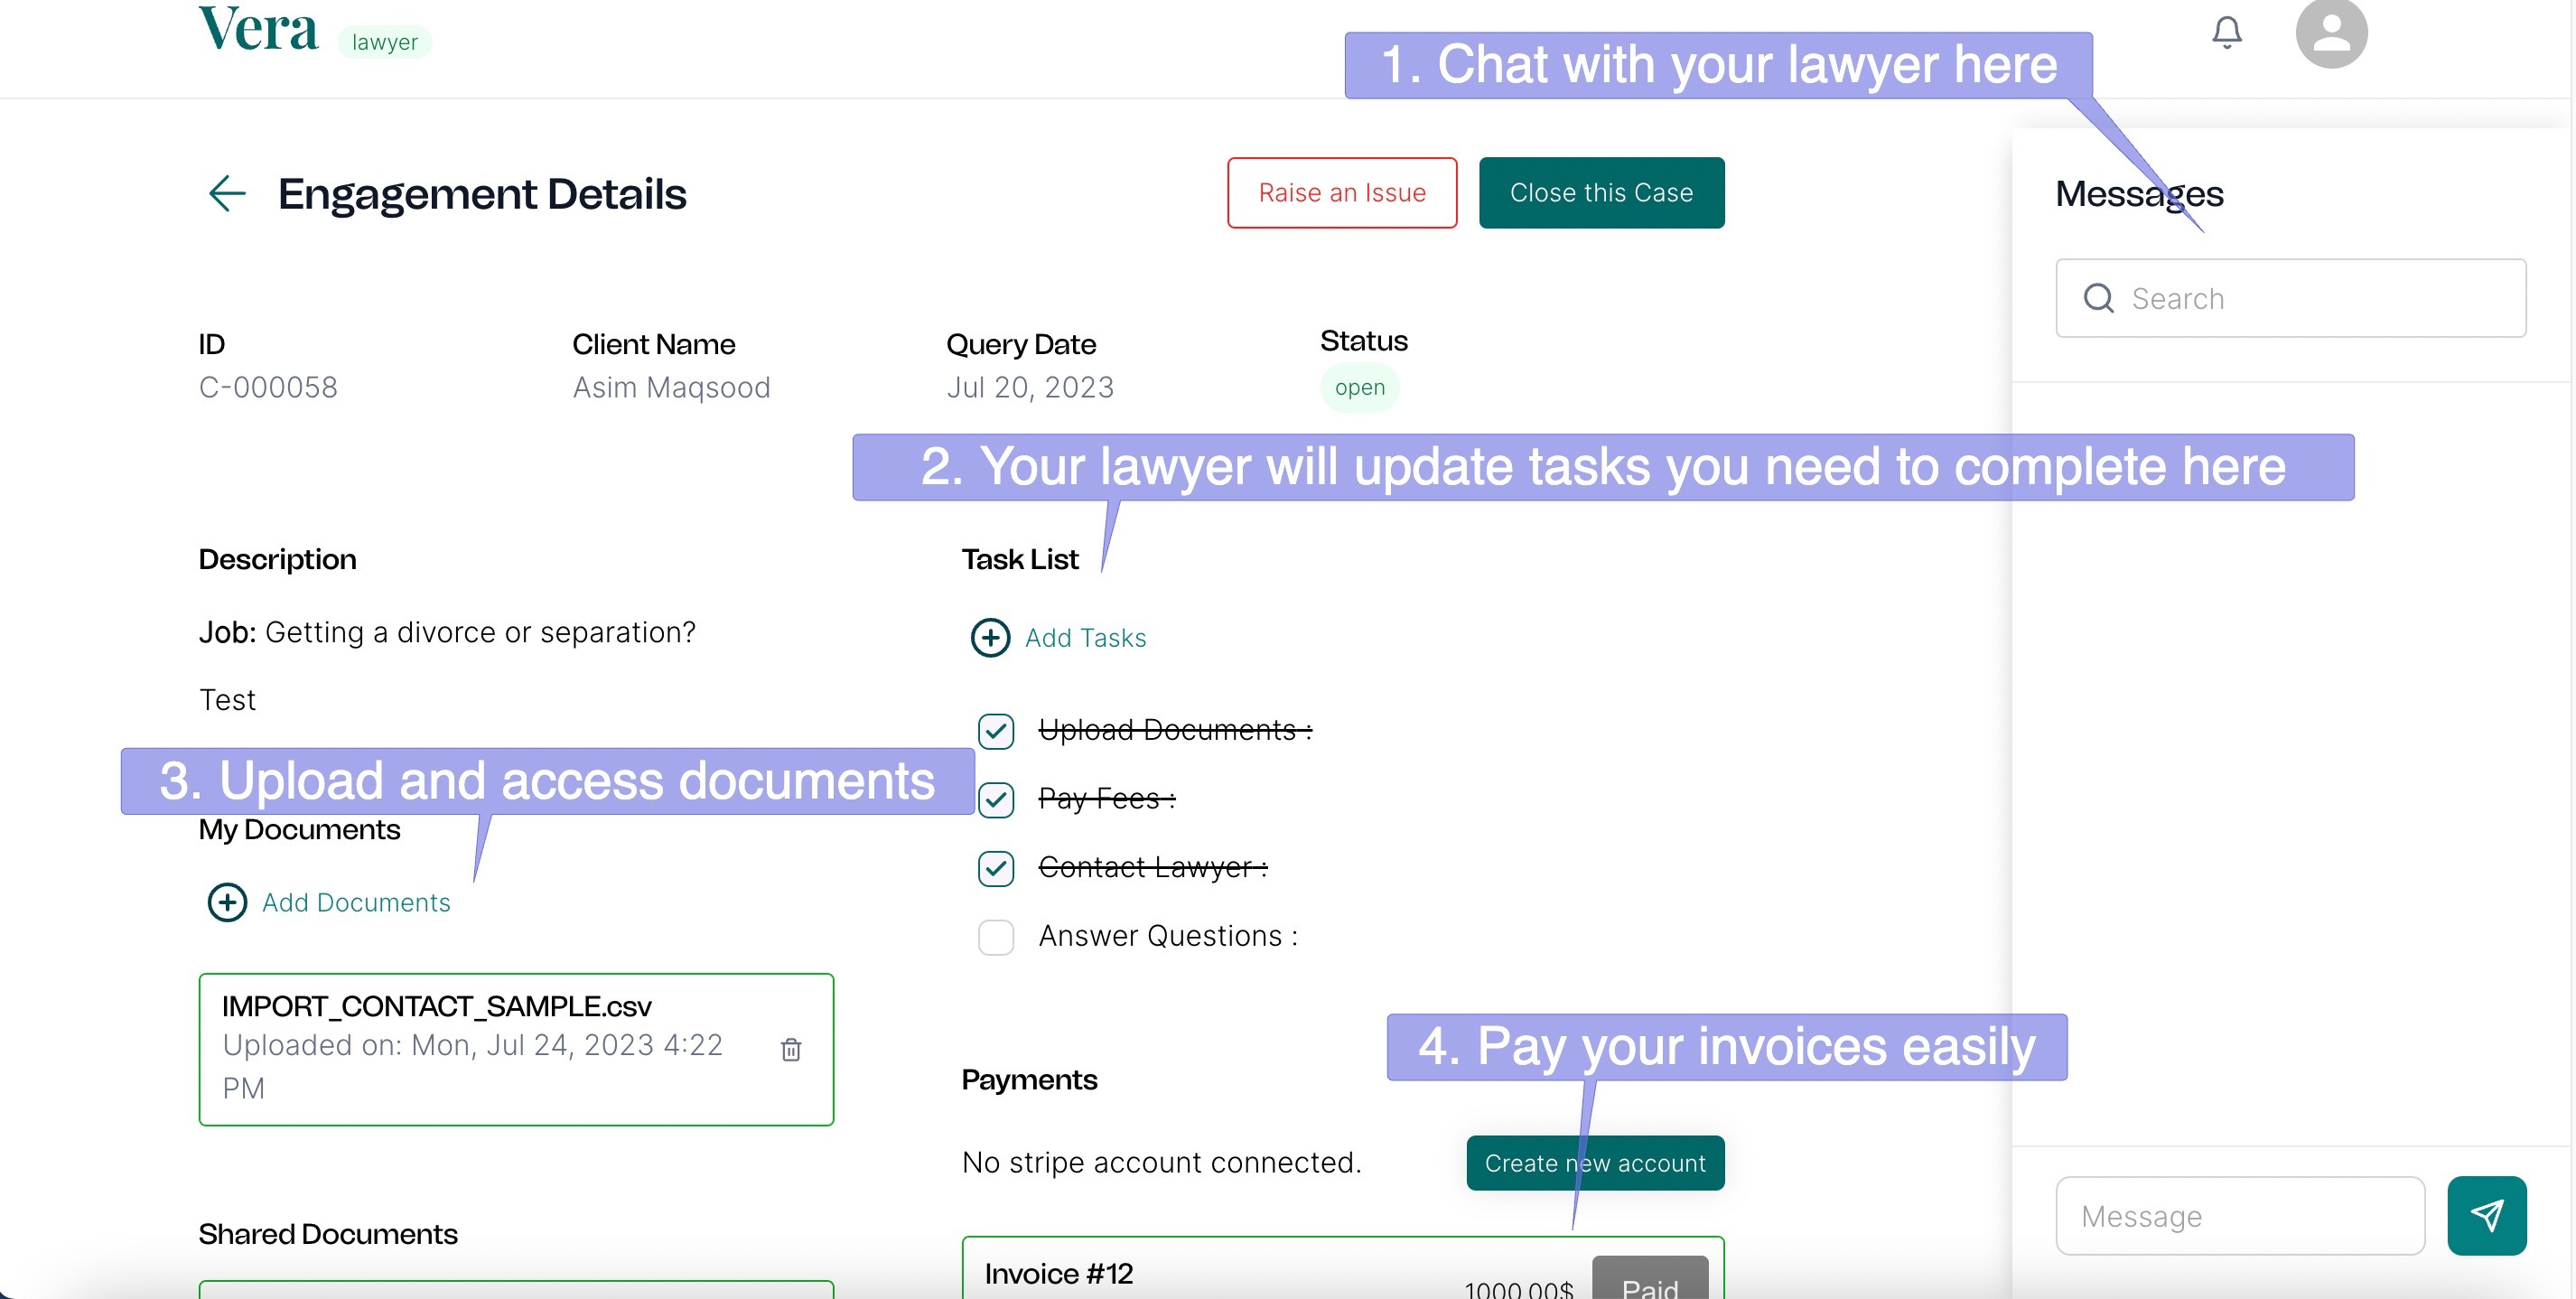 Vera
lawyer
1. Chat with your lawyer here
Engagement Details
Raise an Issue
Close this Case
Messages
Search
ID
C-000058
Client Name
Asim Maqsood
Query Date
Jul 20, 2023
Status
open
2. Your lawyer will update tasks you need to complete here
Description
Job: Getting a divorce or separation?
Test
3. Upload and access documents
My Documents
Add Documents
IMPORT_CONTACT_SAMPLE.csv
Uploaded on: Mon, Jul 24, 2023 4:22
PM
Shared Documents
Task List
Add Tasks
Upload Documents :
Pay Fees :
Contact Lawyer :
Answer Questions :
4. Pay your invoices easily
Payments
No stripe account connected.
Create new account
Invoice #12
1000.00$
Paid
Message